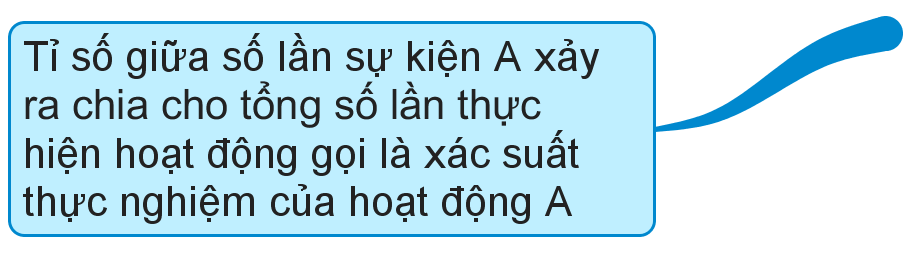 Tỉ số giữa số lần sự kiện A xảy
ra chia cho tổng số lần thực
hiện hoạt động gọi là xác suất
thực nghiệm của hoạt động A